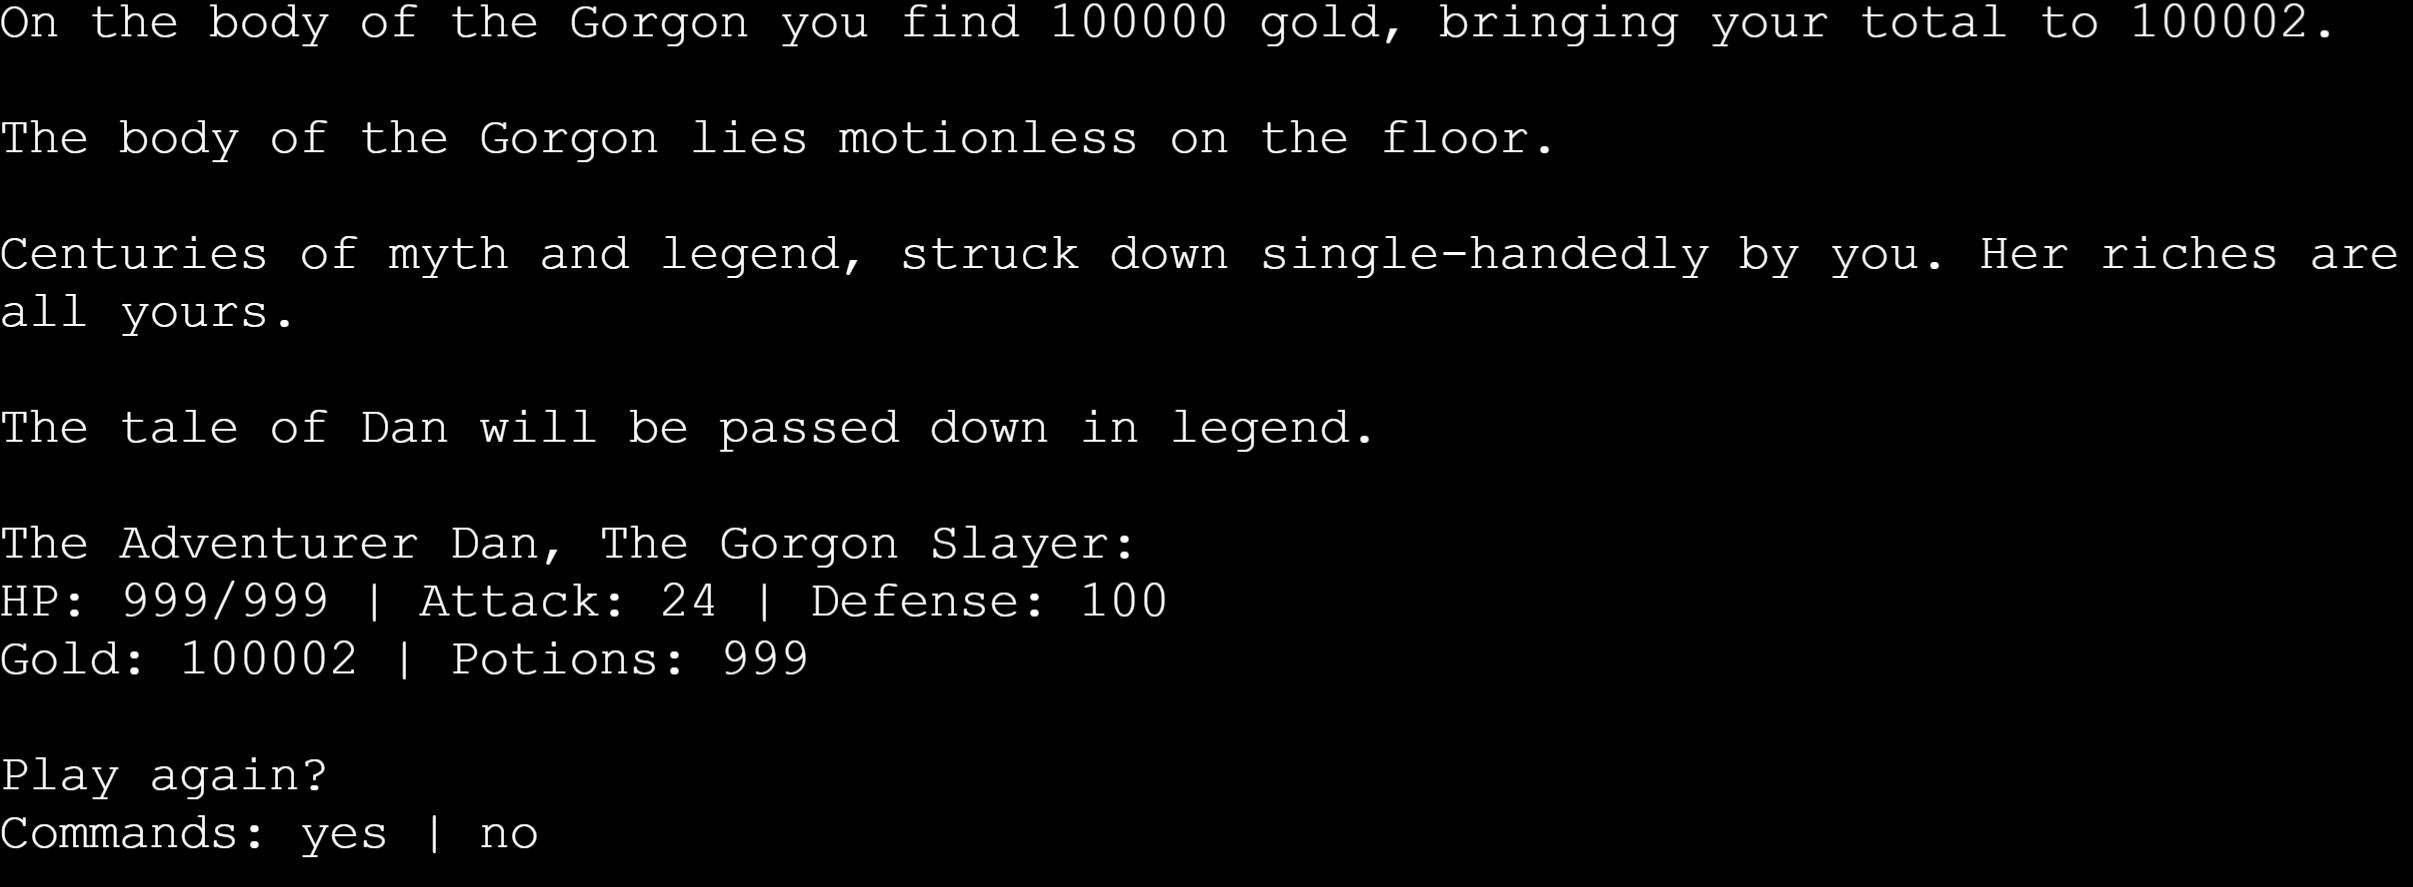 On the body of the Gorgon you find 100000 gold, bringing your total to 100002.
The body of the Gorgon lies motionless on the floor.
Centuries of myth and legend, struck down single-handedly by you. Her riches are
all yours.
The tale of Dan will be passed down in legend.
The Adventurer Dan, The Gorgon Slayer:
HP: 999/999 | Attack: 24 | Defense: 100
Gold: 100002 | Potions: 999
Play again?
Commands: yes | no